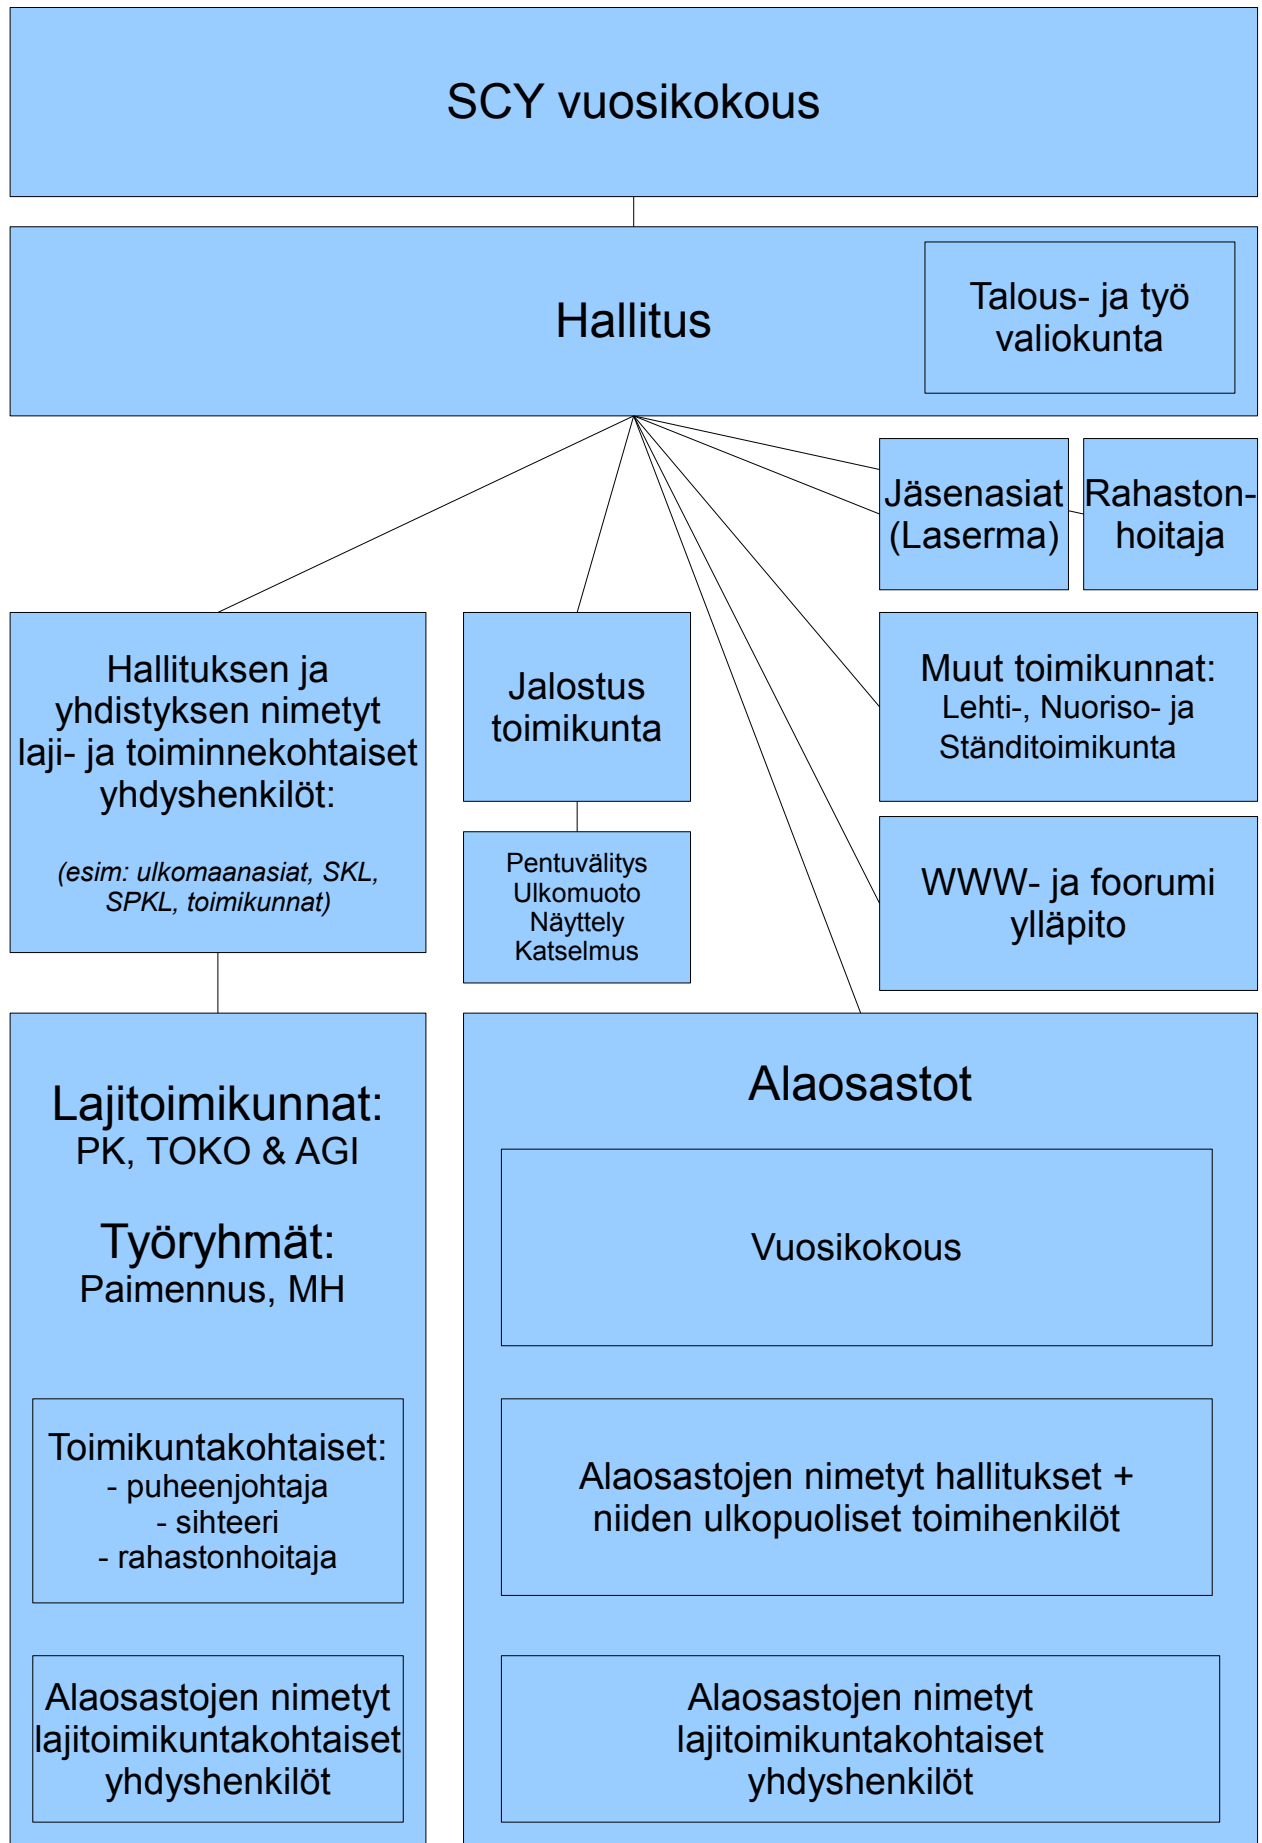 SCY vuosikokous
Hallitus
Talous- ja työ
valiokunta
Jäsenasiat
(Laserma)
Rahaston-
hoitaja
Hallituksen ja
yhdistyksen nimetyt
laji- ja toiminnekohtaiset
yhdyshenkilöt:
(esim: ulkomaanasiat, SKL,
SPKL, toimikunnat)
Jalostus
toimikunta
Muut toimikunnat:
Lehti-, Nuoriso- ja
Ständitoimikunta
Pentuvälitys
Ulkomuoto
Näyttely
Katselmus
WWW- ja foorumi
ylläpito
Lajitoimikunnat:
PK, TOKO & AGI
Työryhmät:
Paimennus, MH
Toimikuntakohtaiset:
- puheenjohtaja
- sihteeri
- rahastonhoitaja
Alaosastojen nimetyt
lajitoimikuntakohtaiset
yhdyshenkilöt
Alaosastot
Vuosikokous
Alaosastojen nimetyt hallitukset +
niiden ulkopuoliset toimihenkilöt
Alaosastojen nimetyt
lajitoimikuntakohtaiset
yhdyshenkilöt